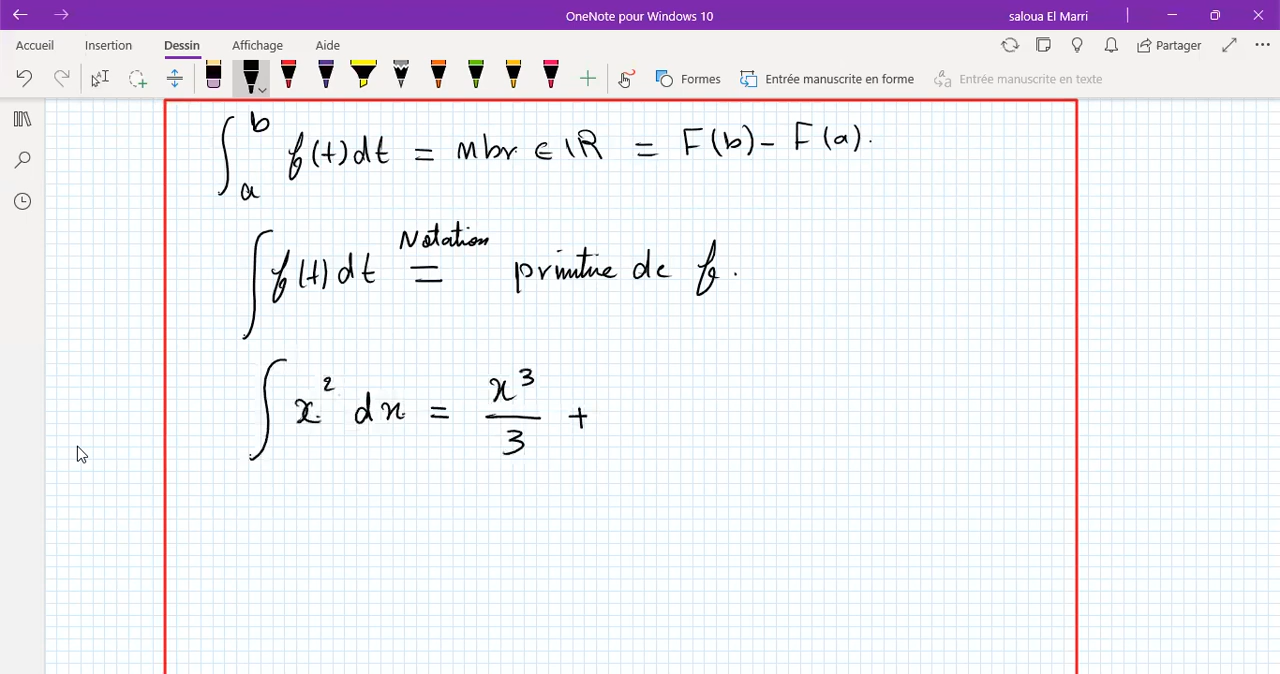 OneNote pour Windows 10
saloua El Marri
Accueil Insertion Dessin Affichage Aide
Partager
Formes Entrée manuscrite en forme Entrée manuscrite en texte
∫_a^b f(t)dt = Nbr ∈ ℝ = F(b) - F(a).
∫ f(t)dt = Notation primitive de f.
∫ x² dx = x³/3 +